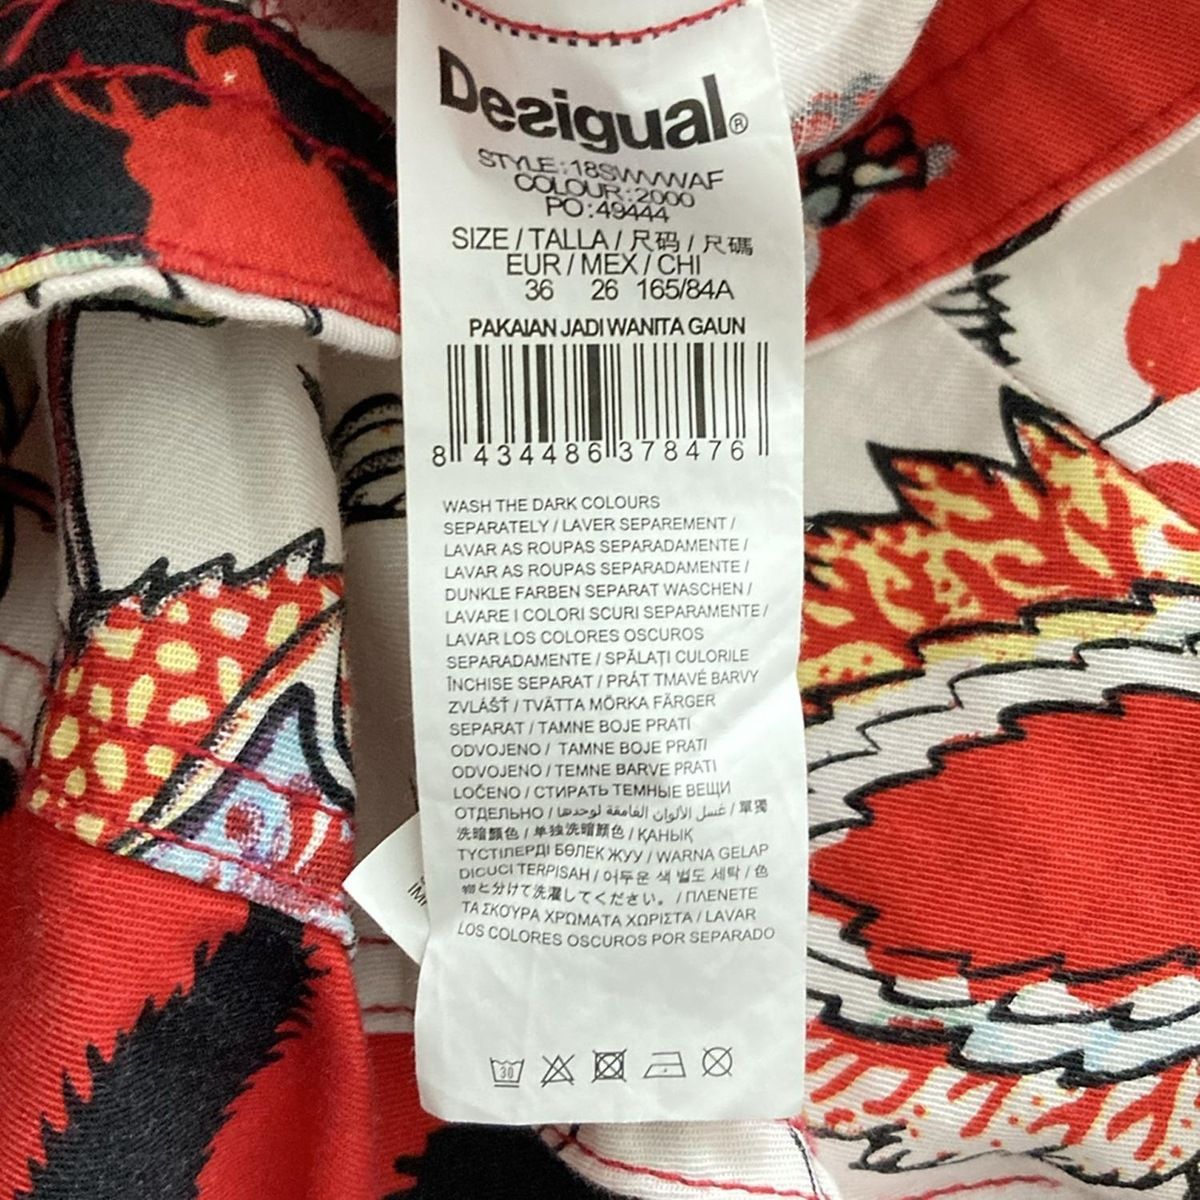 Desigual®
STYLE:18SWVWAF
COLOUR:2000
PO:49444
SIZE / TALLA / 尺码 / 尺碼
EUR / MEX / CHI
36 26 165/84A
PAKAIAN JADI WANITA GAUN
8 434486 378476
WASH THE DARK COLOURS
SEPARATELY / LAVER SEPAREMENT /
LAVAR AS ROUPAS SEPARADAMENTE /
LAVAR AS ROUPAS SEPARADAMENTE /
DUNKLE FARBEN SEPARAT WASCHEN /
LAVARE I COLORI SCURI SEPARAMENTE /
LAVAR LOS COLORES OSCUROS
SEPARADAMENTE / SPĂLAȚI CULORILE
ÎNCHISE SEPARAT / PRÁT TMAVÉ BARVY
ZVLÁŠŤ / TVÄTTA MÖRKA FÄRGER
SEPARAT / TAMNE BOJE PRATI
ODVOJENO / TAMNE BOJE PRATI
ODVOJENO / TEMNE BARVE PRATI
LOČENO / СТИРАТЬ ТЕМНЫЕ ВЕЩИ
ОТДЕЛЬНО / غسل الألوان الغامقة لوحدها / 單獨
洗暗顏色 / 单独洗暗顏色 / ҚАНЫҚ
ТҮСТІЛЕРДІ БӨЛЕК ЖУУ / WARNA GELAP
DICUCI TERPISAH / 어두운 색 별도 세탁 / 色
物と分けて洗濯してください。 / ΠΛΕΝΕΤΕ
ΤΑ ΣΚΟΥΡΑ ΧΡΩΜΑΤΑ ΧΩΡΙΣΤΑ / LAVAR
LOS COLORES OSCUROS POR SEPARADO
30